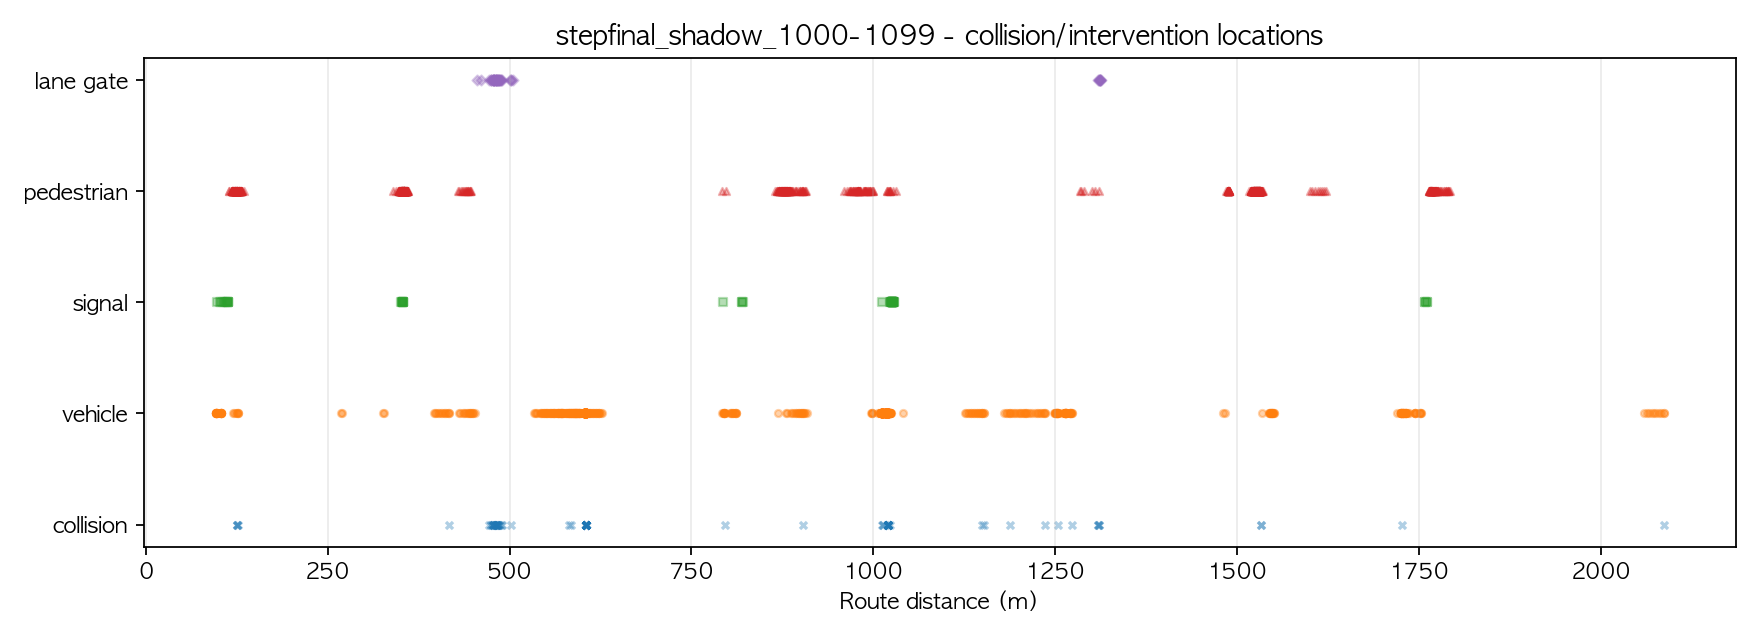 stepfinal_shadow_1000-1099 - collision/intervention locations
lane gate
pedestrian
signal
vehicle
collision
0 250 500 750 1000 1250 1500 1750 2000
Route distance (m)